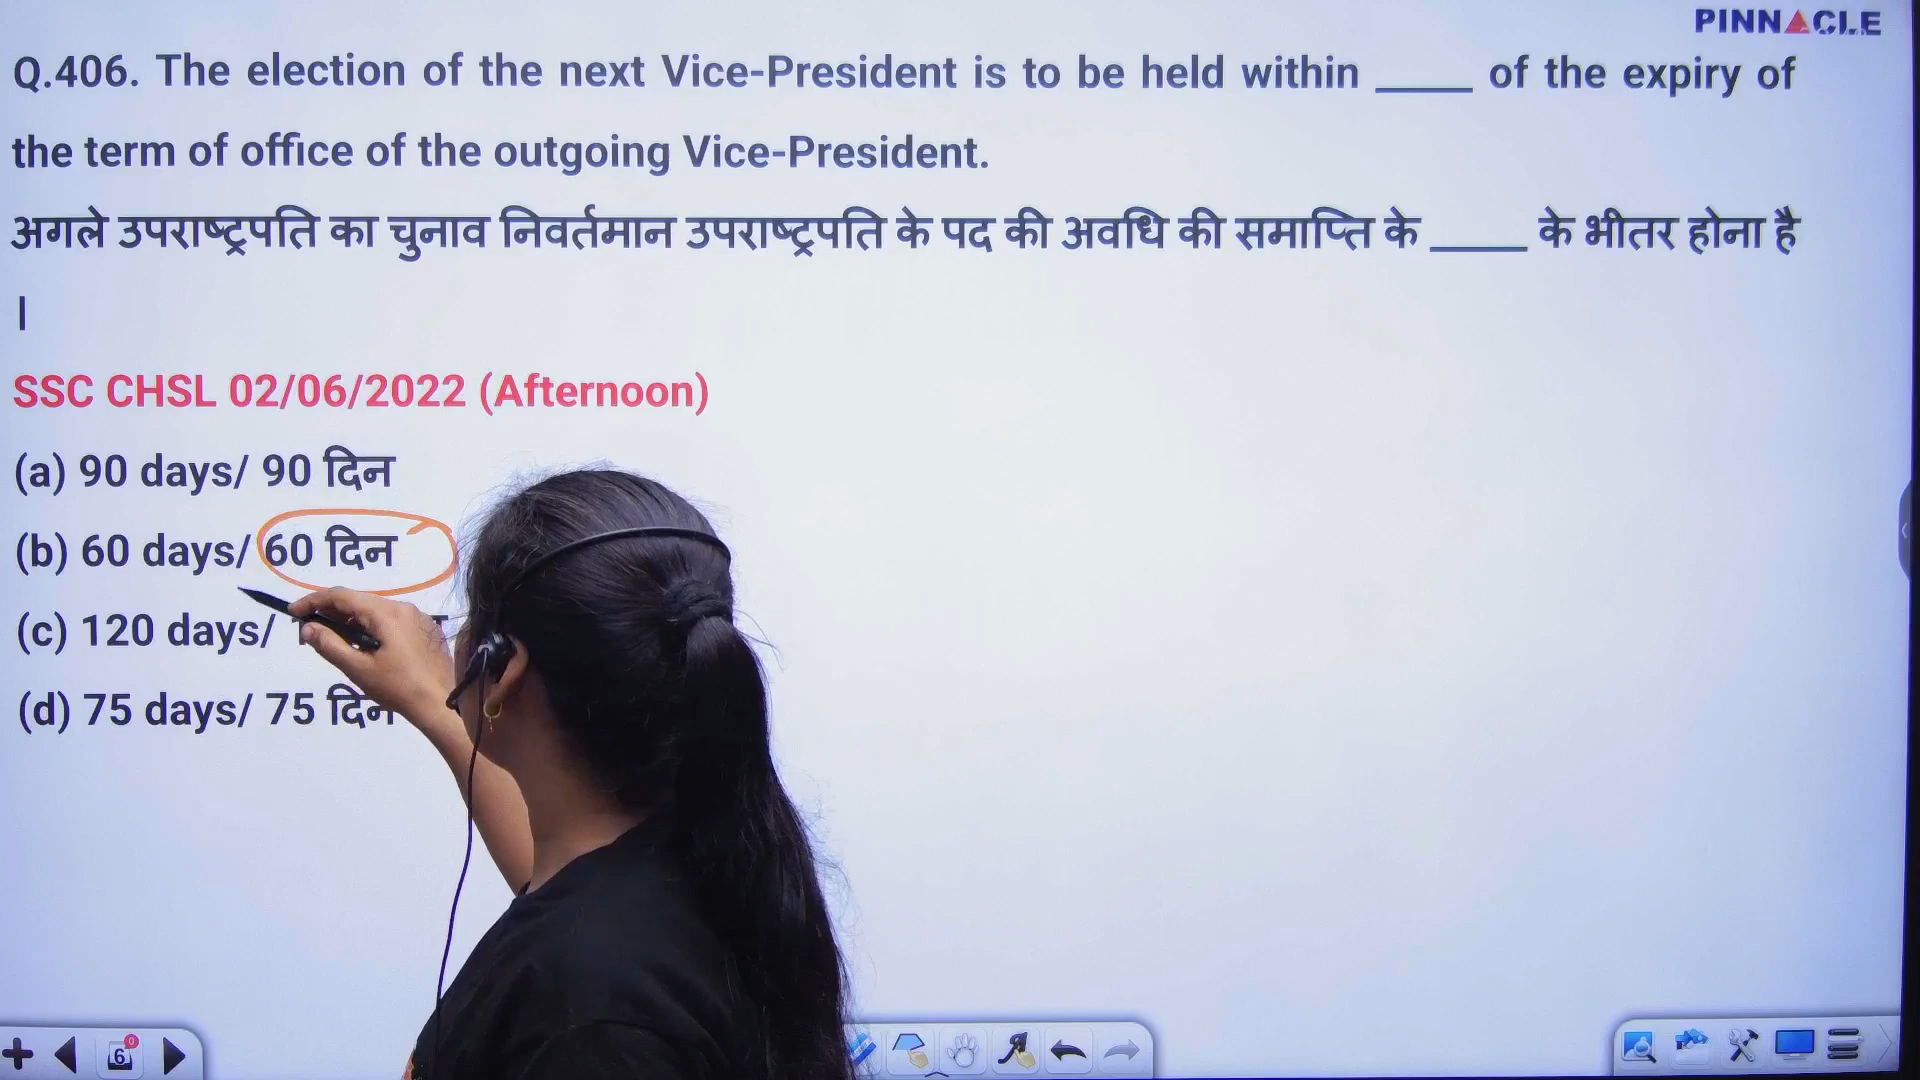 PINNACLE
Q.406. The election of the next Vice-President is to be held within _____ of the expiry of
the term of office of the outgoing Vice-President.
अगले उपराष्ट्रपति का चुनाव निवर्तमान उपराष्ट्रपति के पद की अवधि की समाप्ति के _____ के भीतर होना है
।
SSC CHSL 02/06/2022 (Afternoon)
(a) 90 days/ 90 दिन
(b) 60 days/ 60 दिन
(c) 120 days/
(d) 75 days/ 75 दिन
6
0